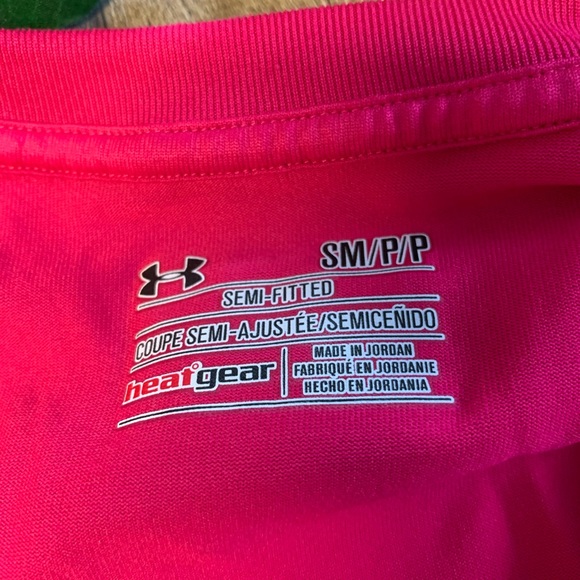 SM/P/P
SEMI-FITTED
COUPE SEMI-AJUSTÉE/SEMICEÑIDO
heatgear
MADE IN JORDAN
FABRIQUÉ EN JORDANIE
HECHO EN JORDANIA